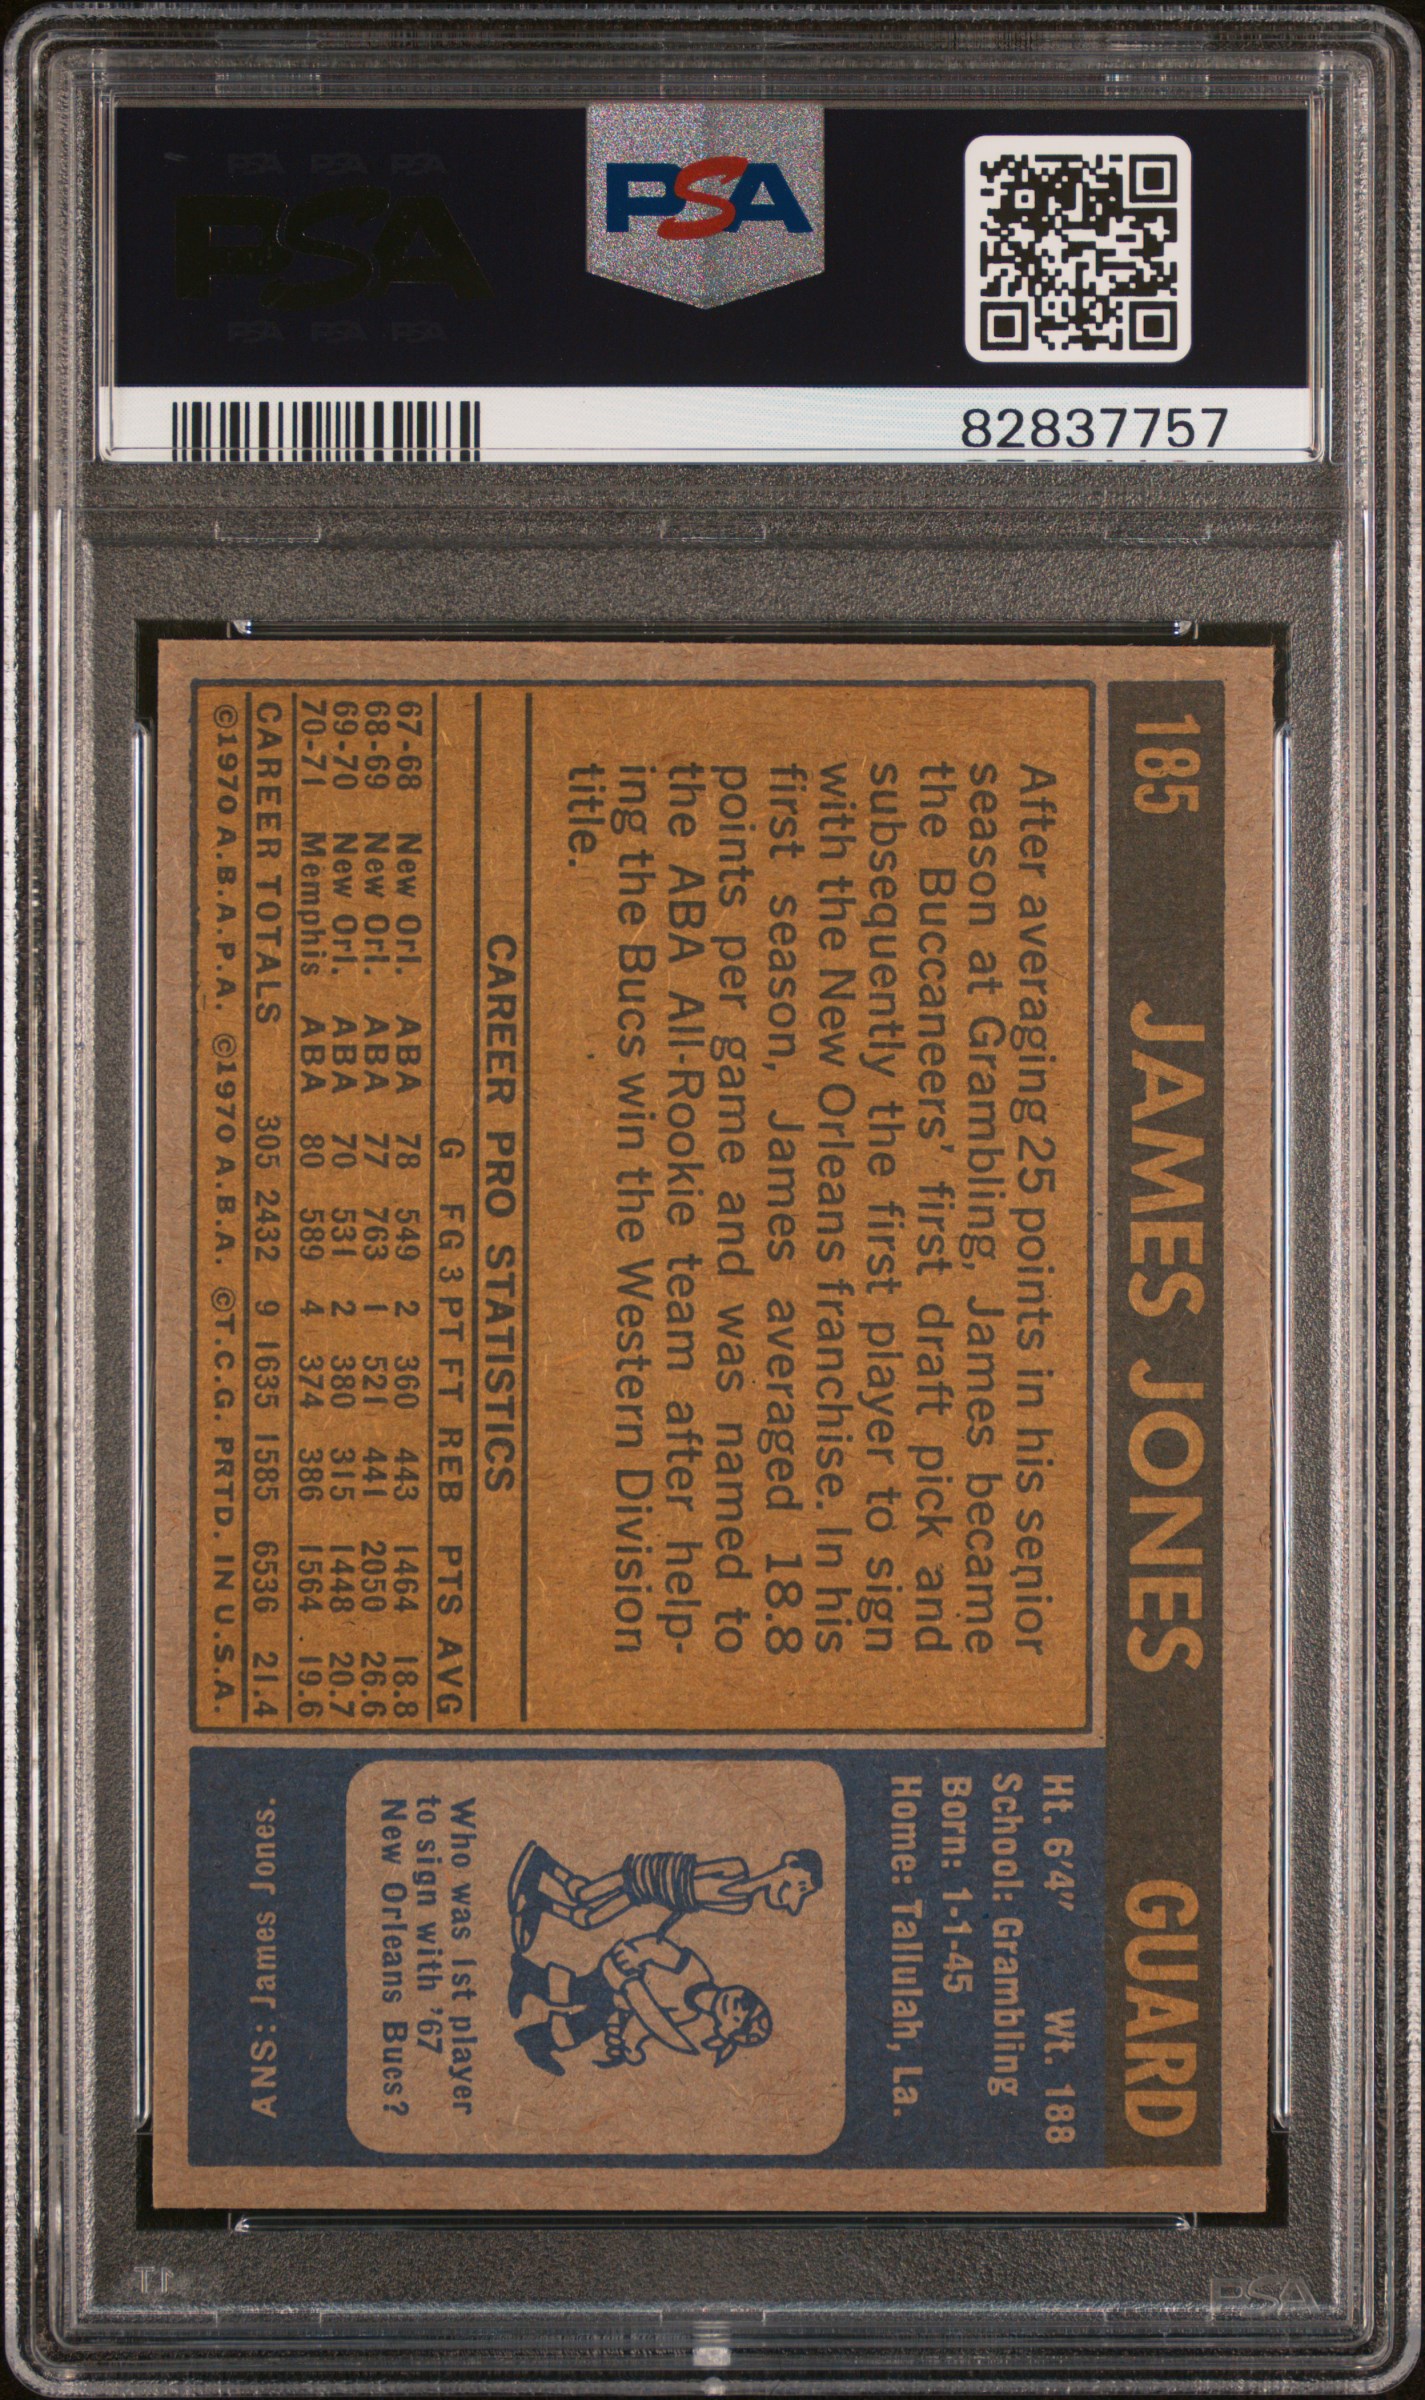 PSA PSA PSA
PSA
PSA PSA PSA
PSA
82837757
185 JAMES JONES GUARD
After averaging 25 points in his senior
season at Grambling, James became
the Buccaneers' first draft pick and
subsequently the first player to sign
with the New Orleans franchise. In his
first season, James averaged 18.8
points per game and was named to
the ABA All-Rookie team after help-
ing the Bucs win the Western Division
title.
CAREER PRO STATISTICS
G FG 3PT FT REB PTS AVG
67-68 New Orl. ABA 78 549 2 360 443 1464 18.8
68-69 New Orl. ABA 77 763 1 521 441 2050 26.6
69-70 New Orl. ABA 70 531 2 380 315 1448 20.7
70-71 Memphis ABA 80 589 4 374 386 1564 19.6
CAREER TOTALS 305 2432 9 1635 1585 6536 21.4
©1970 A.B.A.P.A. ©1970 A.B.A. ©T.C.G. PRTD. IN U.S.A.
Ht. 6'4" Wt. 188
School: Grambling
Born: 1-1-45
Home: Tallulah, La.
Who was 1st player
to sign with '67
New Orleans Bucs?
ANS: James Jones.
PSA